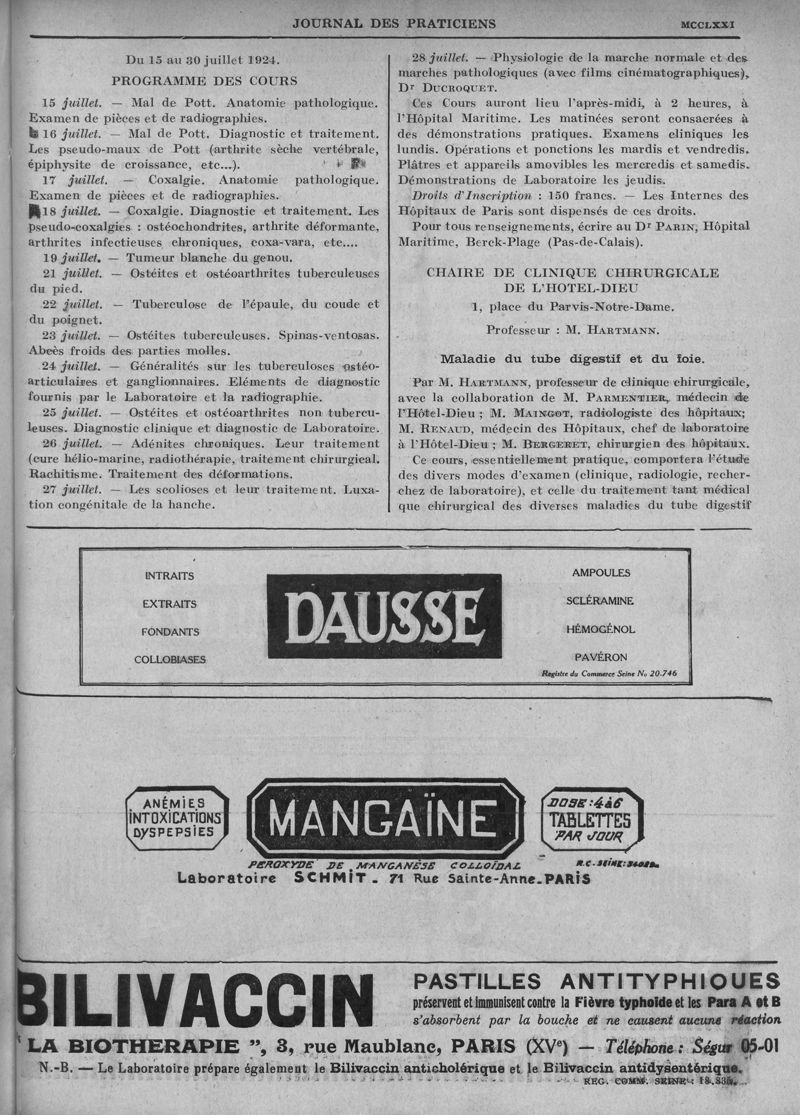 JOURNAL DES PRATICIENS MCCLXXI
Du 15 au 30 juillet 1924.
PROGRAMME DES COURS
15 juillet. — Mal de Pott. Anatomie pathologique.
Examen de pièces et de radiographies.
16 juillet. — Mal de Pott. Diagnostic et traitement.
Les pseudo-maux de Pott (arthrite sèche vertébrale,
épiphysite de croissance, etc...).
17 juillet. — Coxalgie. Anatomie pathologique.
Examen de pièces et de radiographies.
18 juillet. — Coxalgie. Diagnostic et traitement. Les
pseudo-coxalgies : ostéochondrites, arthrite déformante,
arthrites infectieuses chroniques, coxa-vara, etc....
19 juillet. — Tumeur blanche du genou.
21 juillet. — Ostéites et ostéoarthrites tuberculeuses
du pied.
22 juillet. — Tuberculose de l'épaule, du coude et
du poignet.
23 juillet. — Ostéites tuberculeuses. Spinas-ventosas.
Abcès froids des parties molles.
24 juillet. — Généralités sur les tuberculoses ostéo-
articulaires et ganglionnaires. Eléments de diagnostic
fournis par le Laboratoire et la radiographie.
25 juillet. — Ostéites et ostéoarthrites non tubercu-
leuses. Diagnostic clinique et diagnostic de Laboratoire.
26 juillet. — Adénites chroniques. Leur traitement
(cure hélio-marine, radiothérapie, traitement chirurgical.
Rachitisme. Traitement des déformations.
27 juillet. — Les scolioses et leur traitement. Luxa-
tion congénitale de la hanche.
28 juillet. — Physiologie de la marche normale et des
marches pathologiques (avec films cinématographiques),
Dr DUCROQUET.
Ces Cours auront lieu l'après-midi, à 2 heures, à
l'Hôpital Maritime. Les matinées seront consacrées à
des démonstrations pratiques. Examens cliniques les
lundis. Opérations et ponctions les mardis et vendredis.
Plâtres et appareils amovibles les mercredis et samedis.
Démonstrations de Laboratoire les jeudis.
Droits d'Inscription : 150 francs. — Les Internes des
Hôpitaux de Paris sont dispensés de ces droits.
Pour tous renseignements, écrire au Dr PARIN, Hôpital
Maritime, Berck-Plage (Pas-de-Calais).
CHAIRE DE CLINIQUE CHIRURGICALE
DE L'HOTEL-DIEU
1, place du Parvis-Notre-Dame.
Professeur : M. HARTMANN.
Maladie du tube digestif et du foie.
Par M. HARTMANN, professeur de clinique chirurgicale,
avec la collaboration de M. PARMENTIER, médecin de
l'Hôtel-Dieu ; M. MAINGOT, radiologiste des hôpitaux;
M. RENAUD, médecin des Hôpitaux, chef de laboratoire
à l'Hôtel-Dieu ; M. BERGERET, chirurgien des hôpitaux.
Ce cours, essentiellement pratique, comportera l'étude
des divers modes d'examen (clinique, radiologie, recher-
chez de laboratoire), et celle du traitement tant médical
que chirurgical des diverses maladies du tube digestif
INTRAITS
EXTRAITS
FONDANTS
COLLOBIASES
DAUSSE
AMPOULES
SCLÉRAMINE
HÉMOGÉNOL
PAVÉRON
Registre du Commerce Seine No 20.746
ANÉMIES
INTOXICATIONS
DYSPEPSIES
MANGAÏNE
DOSE : 4 à 6
TABLETTES
PAR JOUR
PEROXYDE DE MANGANÈSE COLLOÏDAL
R.C. SEINE:
Laboratoire SCHMIT. 71 Rue Sainte-Anne.PARIS
BILIVACCIN
PASTILLES ANTITYPHIQUES
préservent et immunisent contre la Fièvre typhoïde et les Para A et B
s'absorbent par la bouche et ne causent aucune réaction
" LA BIOTHERAPIE ", 3, rue Maublanc, PARIS (XVe) — Téléphone : Ségur 05-01
N.-B. — Le Laboratoire prépare également le Bilivaccin anticholérique et le Bilivaccin antidysentérique.
REG. COMM. SEINE :